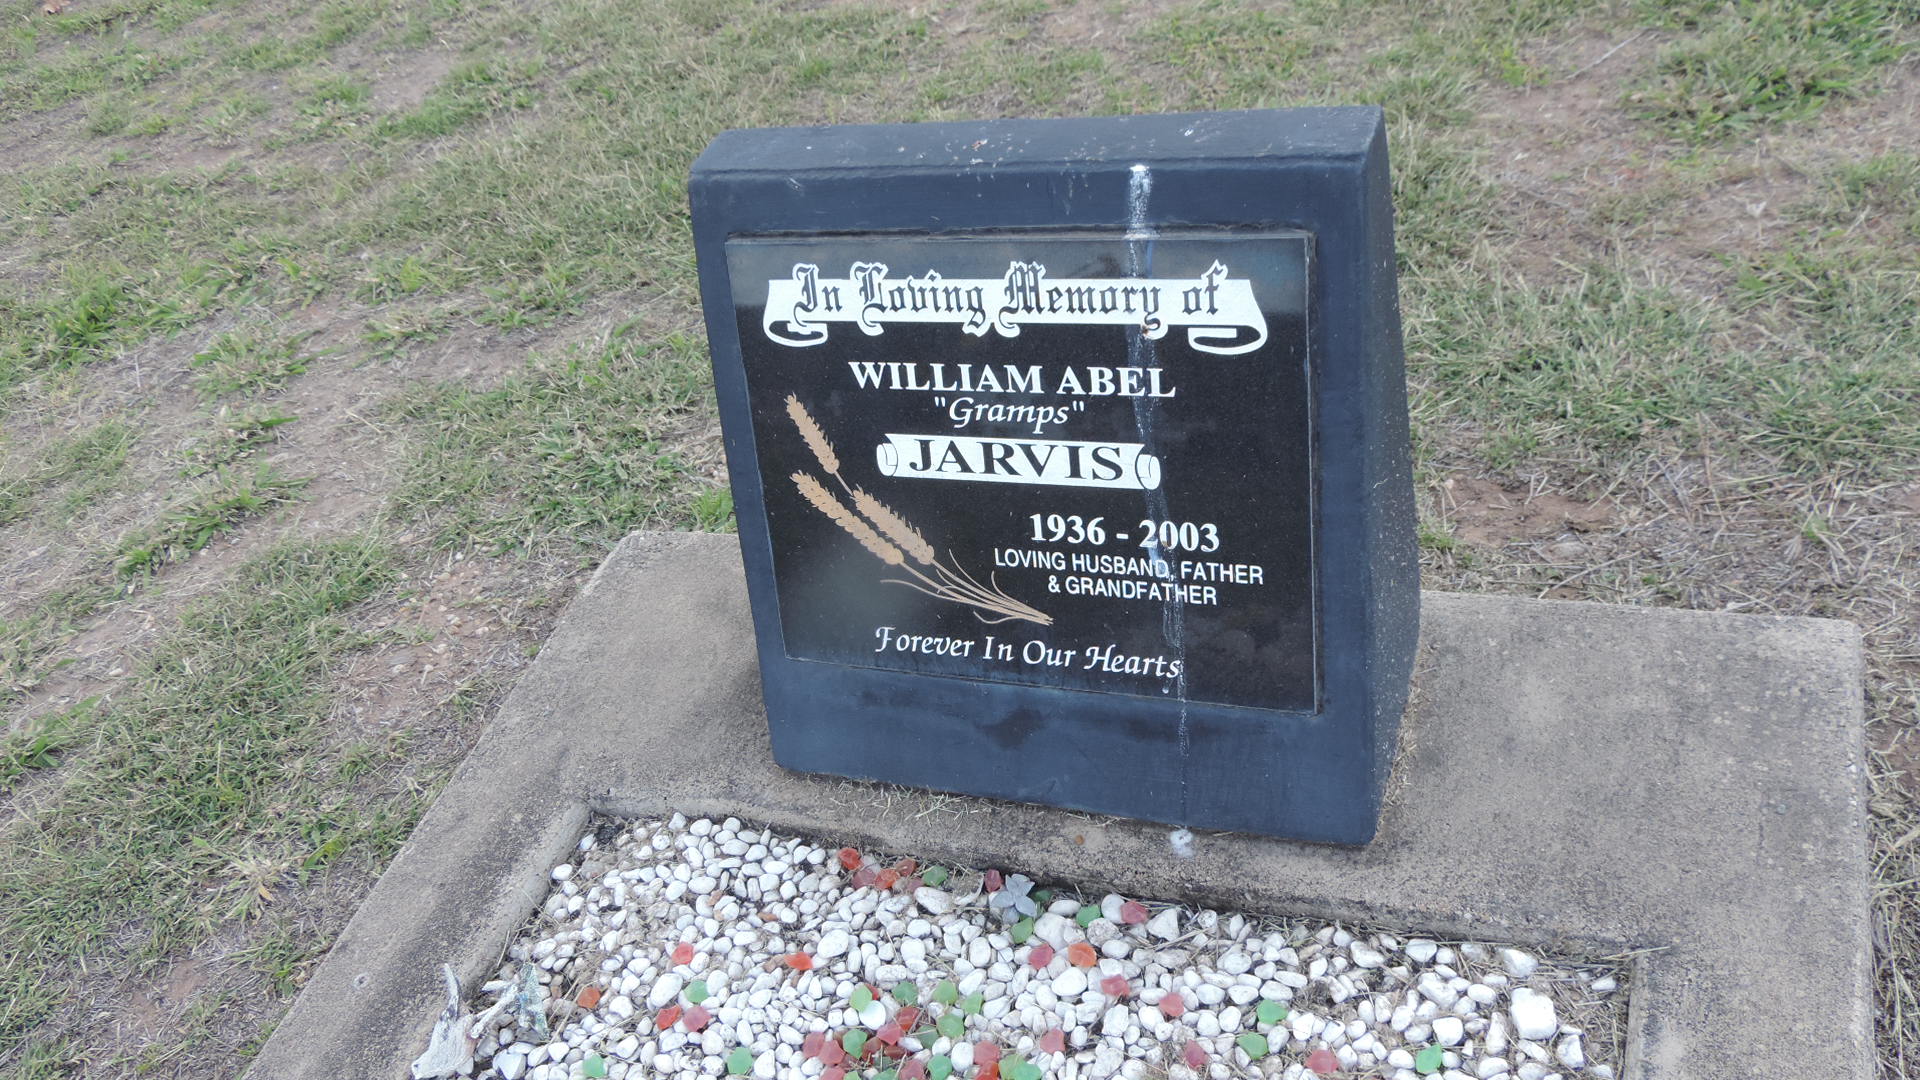 In Loving Memory of
WILLIAM ABEL
"Gramps"
JARVIS
1936 - 2003
LOVING HUSBAND, FATHER
& GRANDFATHER
Forever In Our Hearts